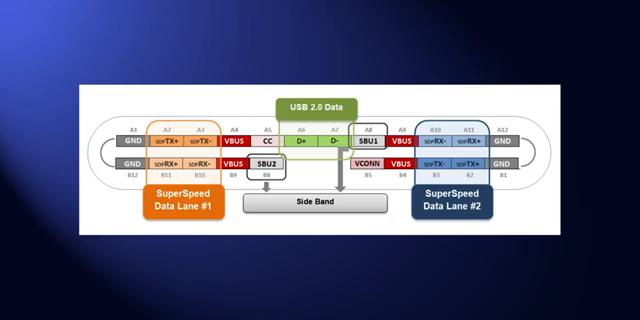 USB 2.0 Data
A1 A2 A3 A4 A5 A6 A7 A8 A9 A10 A11 A12
GND SDPTX+ SDPTX- VBUS CC D+ D- SBU1 VBUS SDPRX- SDPRX+ GND
GND SDPRX+ SDPRX- VBUS SBU2 VCONN VBUS SDPTX- SDPTX+ GND
B12 B11 B10 B9 B8 B5 B4 B3 B2 B1
SuperSpeed
Data Lane #1
Side Band
SuperSpeed
Data Lane #2